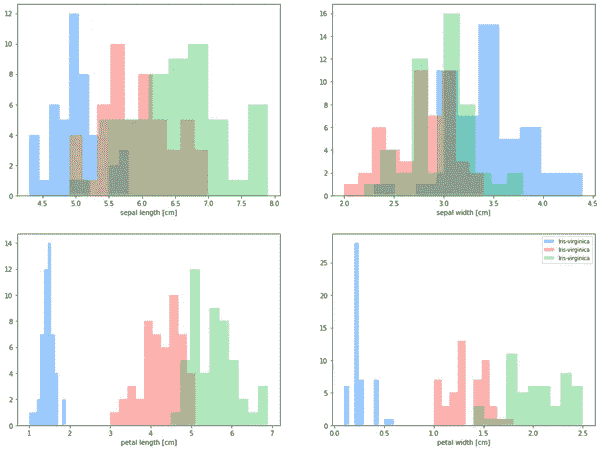 12
10
8
6
4
2
0
4.5 5.0 5.5 6.0 6.5 7.0 7.5 8.0
sepal length [cm]
16
14
12
10
8
6
4
2
0
2.0 2.5 3.0 3.5 4.0 4.5
sepal width [cm]
14
12
10
8
6
4
2
0
1 2 3 4 5 6 7
petal length [cm]
25
20
15
10
5
0
0.0 0.5 1.0 1.5 2.0 2.5
petal width [cm]
Iris-virginica
Iris-virginica
Iris-virginica